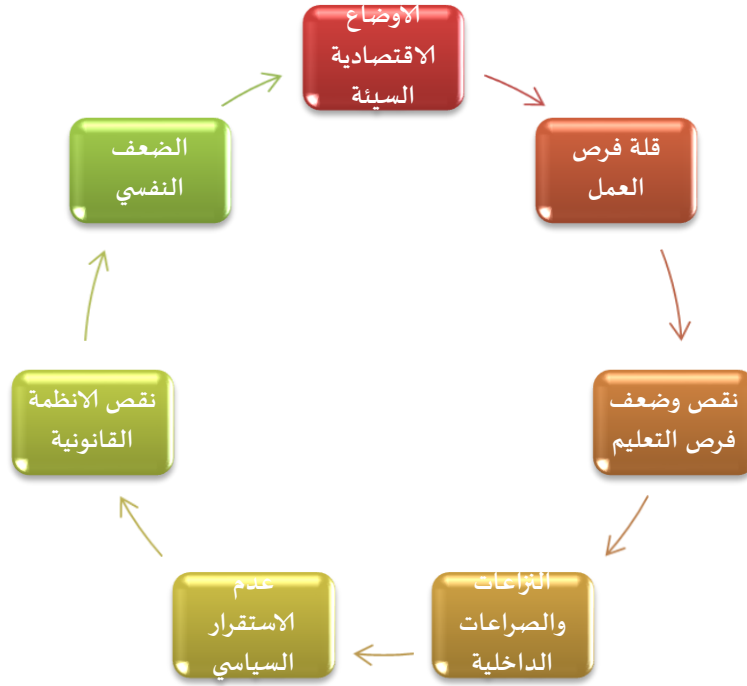 الاوضاع
الاقتصادية
السيئة
قلة فرص
العمل
نقص وضعف
فرص التعليم
النزاعات
والصراعات
الداخلية
عدم
الاستقرار
السياسي
نقص الانظمة
القانونية
الضعف
النفسي